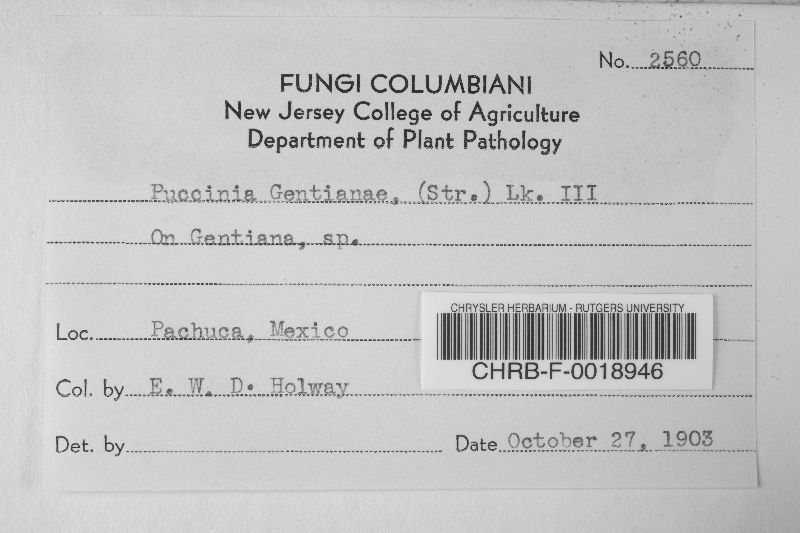 No. 2560
FUNGI COLUMBIANI
New Jersey College of Agriculture
Department of Plant Pathology
Puccinia Gentianae, (Str.) Lk. III
On Gentiana, sp.
CHRYSLER HERBARIUM - RUTGERS UNIVERSITY
Loc. Pachuca, Mexico
CHRB-F-0018946
Col. by E. W. D. Holway
Det. by
Date October 27, 1903